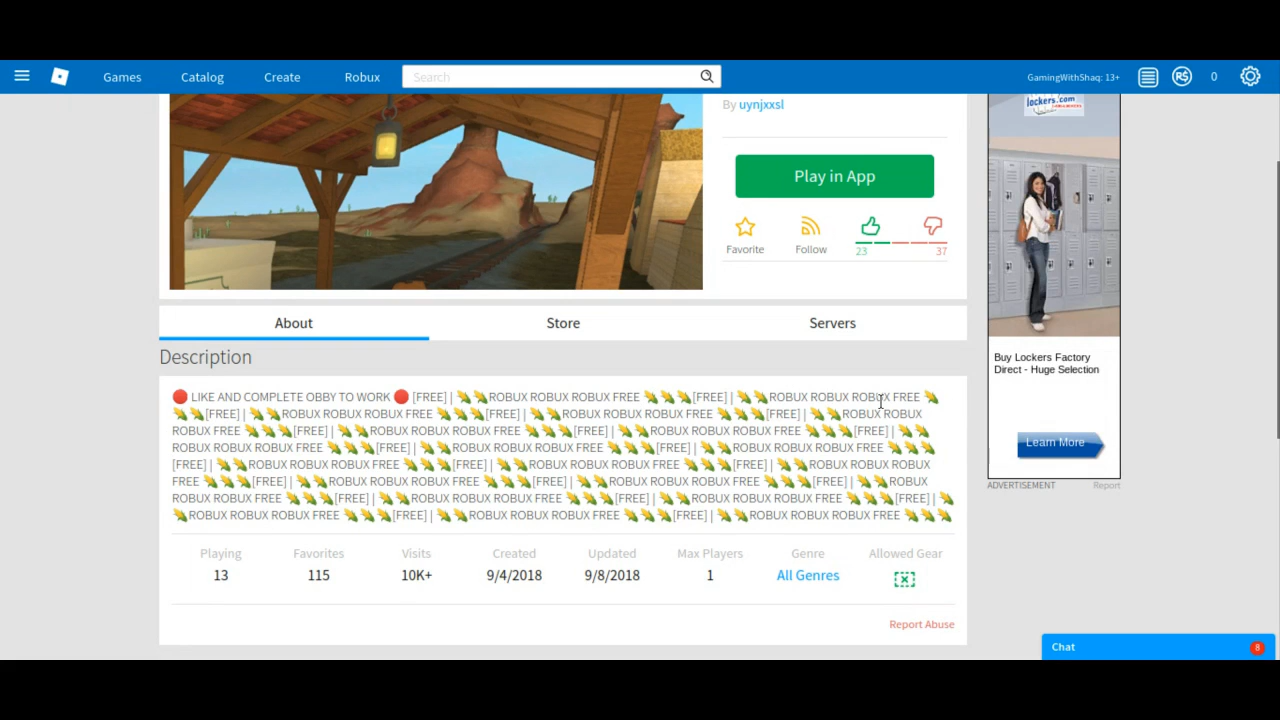 Games
Catalog
Create
Robux
Search
GamingWithShaq: 13+
R$
0
lockers.com
By uynjxxsl
Play in App
Favorite
Follow
23
37
About
Store
Servers
Description
🔴 LIKE AND COMPLETE OBBY TO WORK 🔴 [FREE] | 🌽🌽ROBUX ROBUX ROBUX FREE 🌽🌽🌽[FREE] | 🌽🌽ROBUX ROBUX ROBUX FREE 🌽
🌽🌽[FREE] | 🌽🌽ROBUX ROBUX ROBUX FREE 🌽🌽🌽[FREE] | 🌽🌽ROBUX ROBUX ROBUX FREE 🌽🌽🌽[FREE] | 🌽🌽ROBUX ROBUX
ROBUX FREE 🌽🌽🌽[FREE] | 🌽🌽ROBUX ROBUX ROBUX FREE 🌽🌽🌽[FREE] | 🌽🌽ROBUX ROBUX ROBUX FREE 🌽🌽🌽[FREE] | 🌽🌽
ROBUX ROBUX ROBUX FREE 🌽🌽🌽[FREE] | 🌽🌽ROBUX ROBUX ROBUX FREE 🌽🌽🌽[FREE] | 🌽🌽ROBUX ROBUX ROBUX FREE 🌽🌽🌽
[FREE] | 🌽🌽ROBUX ROBUX ROBUX FREE 🌽🌽🌽[FREE] | 🌽🌽ROBUX ROBUX ROBUX FREE 🌽🌽🌽[FREE] | 🌽🌽ROBUX ROBUX ROBUX
FREE 🌽🌽🌽[FREE] | 🌽🌽ROBUX ROBUX ROBUX FREE 🌽🌽🌽[FREE] | 🌽🌽ROBUX ROBUX ROBUX FREE 🌽🌽🌽[FREE] | 🌽🌽ROBUX
ROBUX ROBUX FREE 🌽🌽🌽[FREE] | 🌽🌽ROBUX ROBUX ROBUX FREE 🌽🌽🌽[FREE] | 🌽🌽ROBUX ROBUX ROBUX FREE 🌽🌽🌽[FREE] | 🌽
🌽ROBUX ROBUX ROBUX FREE 🌽🌽🌽[FREE] | 🌽🌽ROBUX ROBUX ROBUX FREE 🌽🌽🌽[FREE] | 🌽🌽ROBUX ROBUX ROBUX FREE 🌽🌽🌽
Playing
Favorites
Visits
Created
Updated
Max Players
Genre
Allowed Gear
13
115
10K+
9/4/2018
9/8/2018
1
All Genres
Report Abuse
Buy Lockers Factory
Direct - Huge Selection
Learn More
ADVERTISEMENT
Report
Chat
8